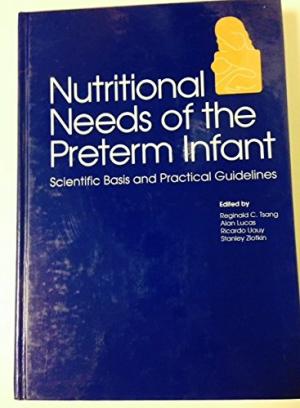 Nutritional
Needs of the
Preterm Infant
Scientific Basis and Practical Guidelines
Edited by
Reginald C. Tsang
Alan Lucas
Ricardo Uauy
Stanley Zlotkin